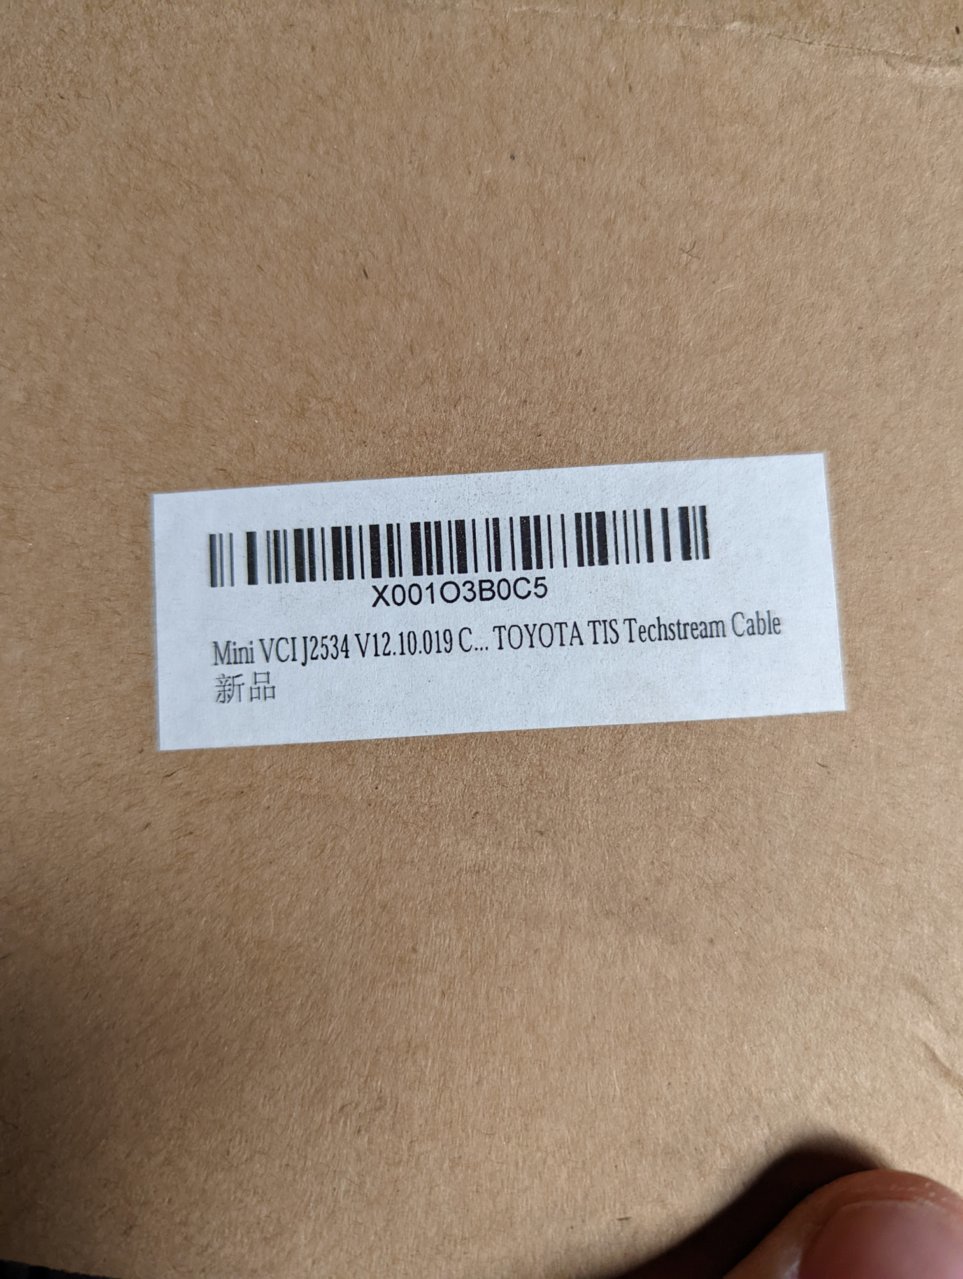 X001O3B0C5
Mini VCI J2534 V12.10.019 C... TOYOTA TIS Techstream Cable
新品